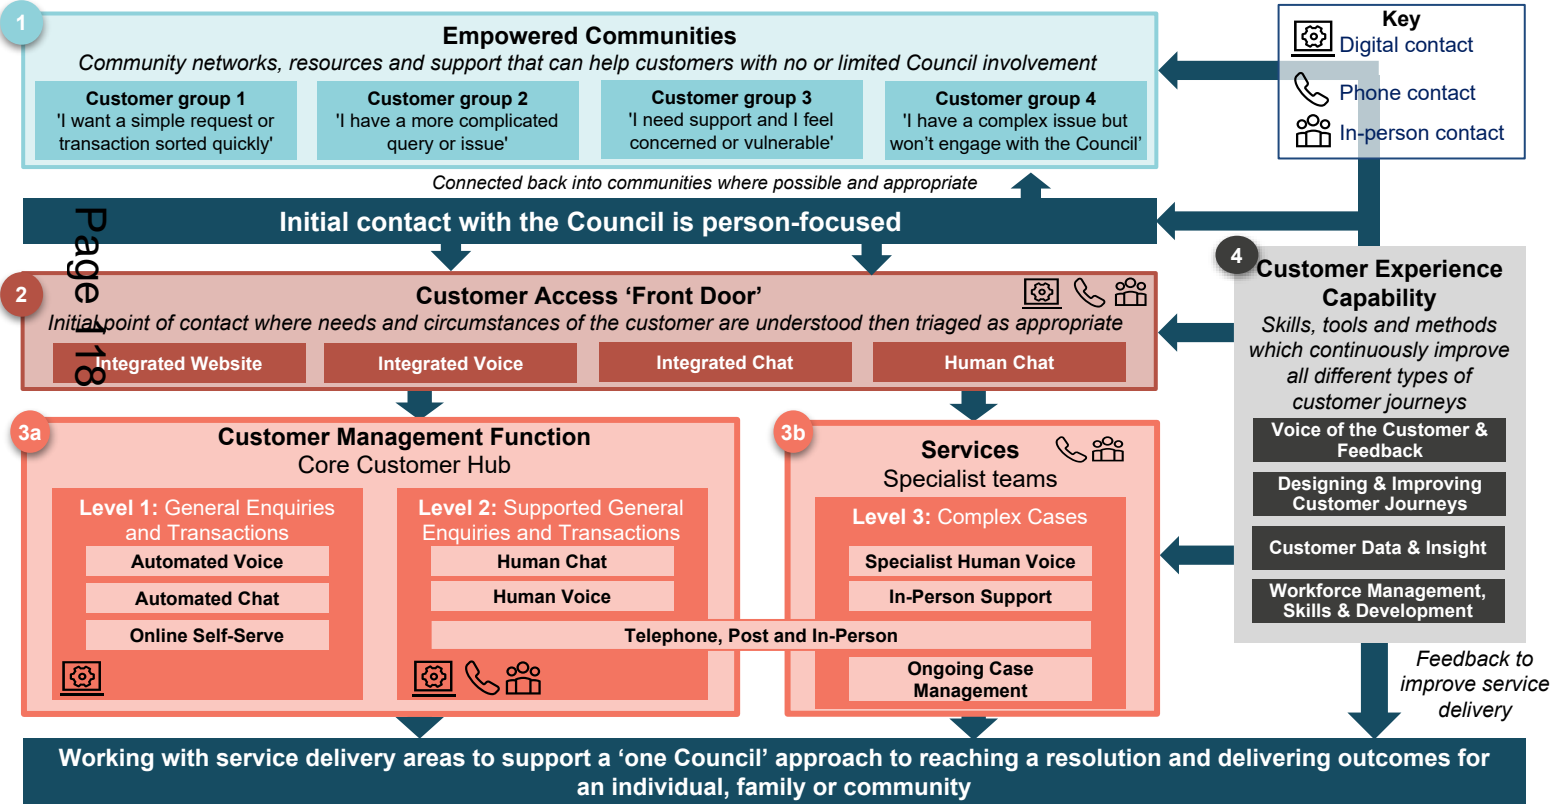 1
Empowered Communities
Community networks, resources and support that can help customers with no or limited Council involvement
Customer group 1
'I want a simple request or
transaction sorted quickly'
Customer group 2
'I have a more complicated
query or issue'
Customer group 3
'I need support and I feel
concerned or vulnerable'
Customer group 4
'I have a complex issue but
won’t engage with the Council’
Key
Digital contact
Phone contact
In-person contact
Connected back into communities where possible and appropriate
Initial contact with the Council is person-focused
Page 118
2
Customer Access ‘Front Door’
Initial point of contact where needs and circumstances of the customer are understood then triaged as appropriate
Integrated Website
Integrated Voice
Integrated Chat
Human Chat
3a
Customer Management Function
Core Customer Hub
Level 1: General Enquiries
and Transactions
Automated Voice
Automated Chat
Online Self-Serve
Level 2: Supported General
Enquiries and Transactions
Human Chat
Human Voice
Telephone, Post and In-Person
3b
Services
Specialist teams
Level 3: Complex Cases
Specialist Human Voice
In-Person Support
Ongoing Case
Management
4
Customer Experience
Capability
Skills, tools and methods
which continuously improve
all different types of
customer journeys
Voice of the Customer &
Feedback
Designing & Improving
Customer Journeys
Customer Data & Insight
Workforce Management,
Skills & Development
Feedback to
improve service
delivery
Working with service delivery areas to support a ‘one Council’ approach to reaching a resolution and delivering outcomes for
an individual, family or community